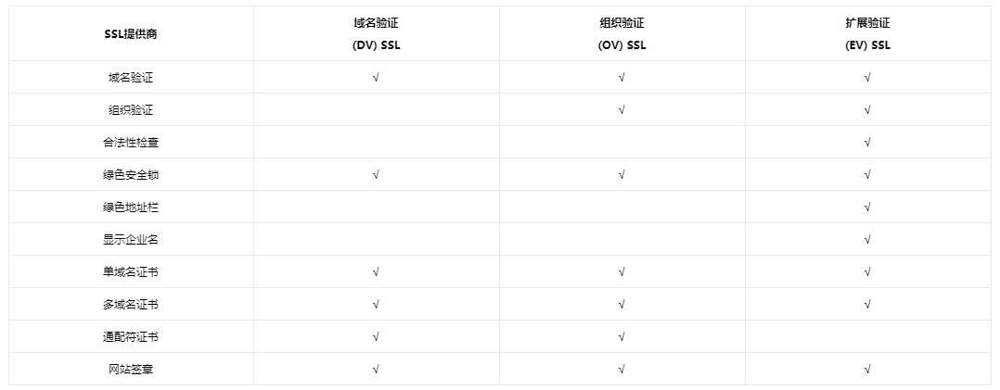 SSL提供商
域名验证
(DV) SSL
组织验证
(OV) SSL
扩展验证
(EV) SSL
域名验证 √ √ √
组织验证 √ √
合法性检查 √
绿色安全锁 √ √ √
绿色地址栏 √
显示企业名 √
单域名证书 √ √ √
多域名证书 √ √ √
通配符证书 √ √
网站签章 √ √ √